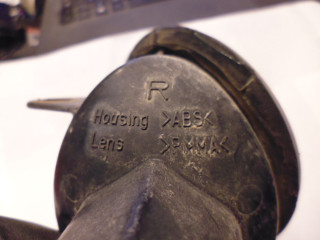 R
Housing >ABS<
Lens >PMMA<